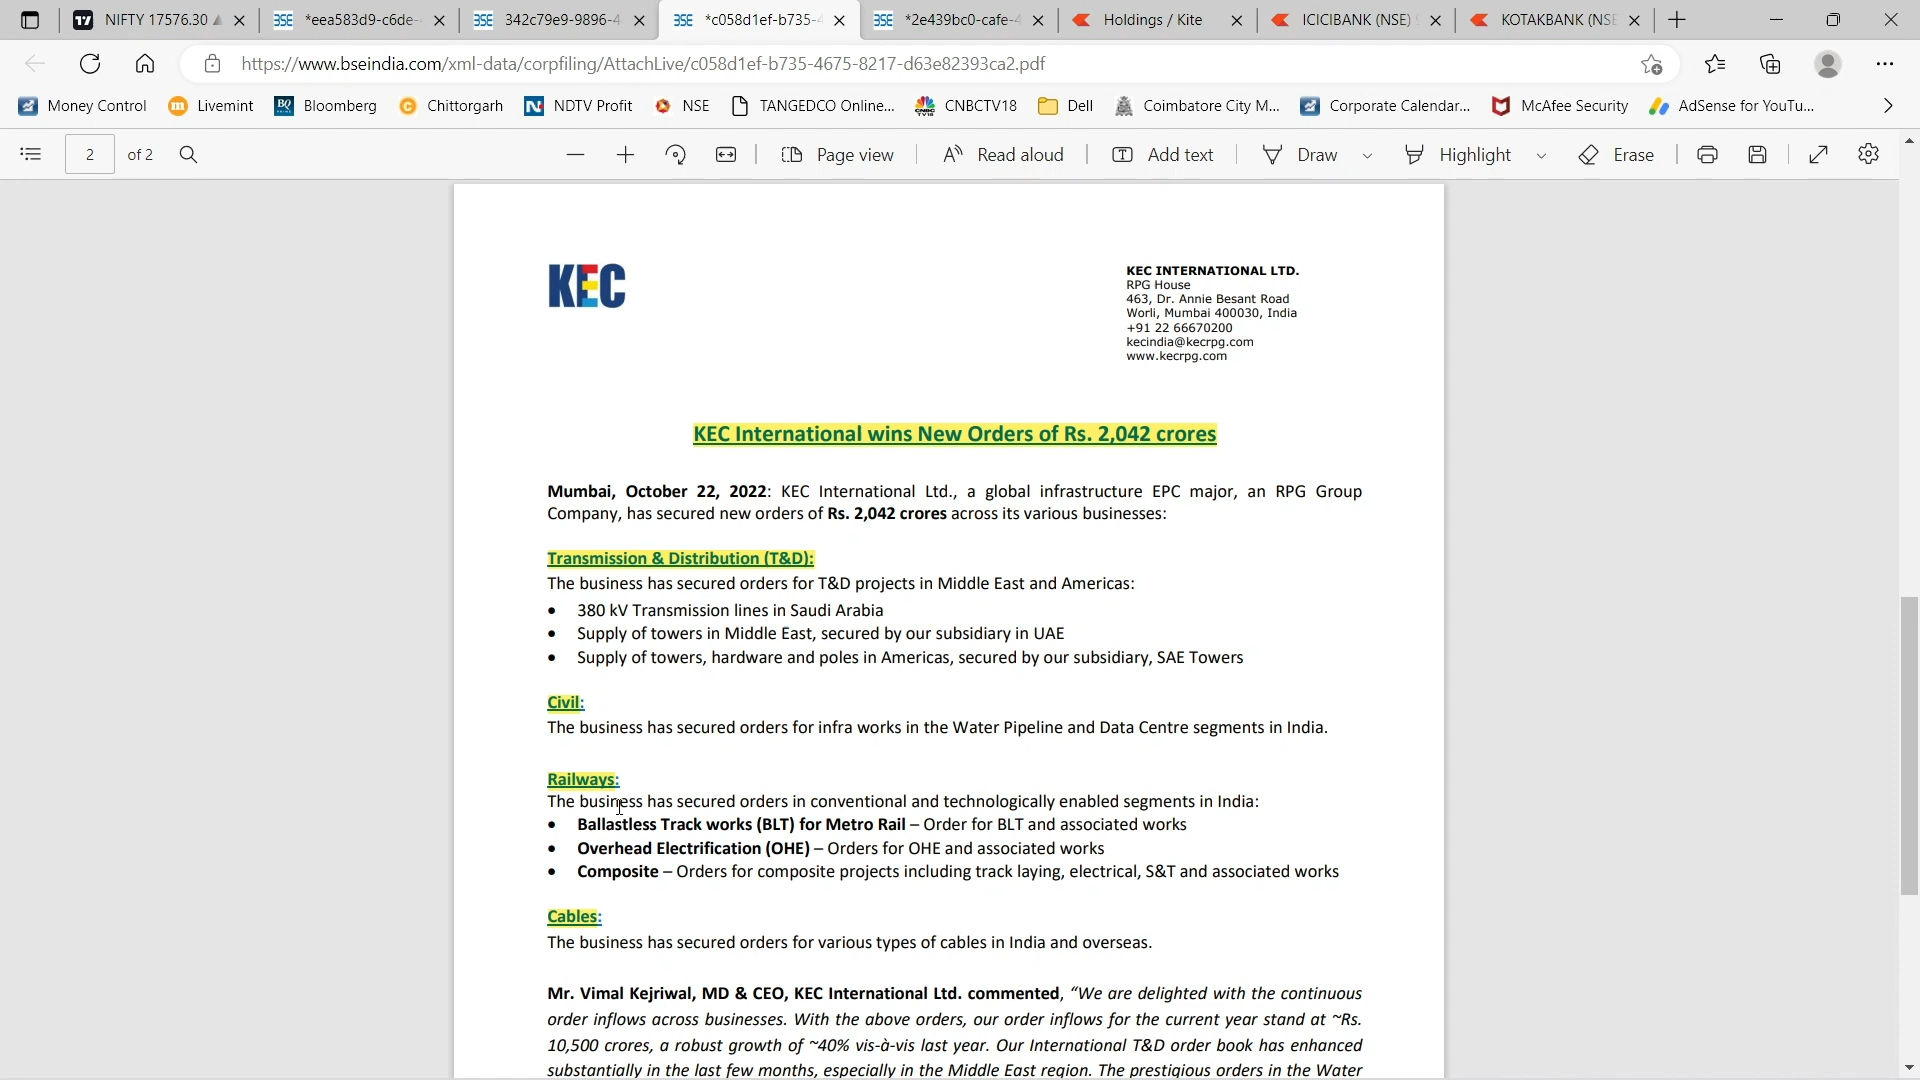 NIFTY 17576.30
*eea583d9-c6de-
342c79e9-9896-4
*c058d1ef-b735-4
*2e439bc0-cafe-4
Holdings / Kite
ICICIBANK (NSE)
KOTAKBANK (NSE
https://www.bseindia.com/xml-data/corpfiling/AttachLive/c058d1ef-b735-4675-8217-d63e82393ca2.pdf
Money Control
Livemint
Bloomberg
Chittorgarh
NDTV Profit
NSE
TANGEDCO Online...
CNBCTV18
Dell
Coimbatore City M...
Corporate Calendar...
McAfee Security
AdSense for YouTu...
2 of 2
Page view
Read aloud
Add text
Draw
Highlight
Erase
KEC
KEC INTERNATIONAL LTD.
RPG House
463, Dr. Annie Besant Road
Worli, Mumbai 400030, India
+91 22 66670200
kecindia@kecrpg.com
www.kecrpg.com
KEC International wins New Orders of Rs. 2,042 crores
Mumbai, October 22, 2022: KEC International Ltd., a global infrastructure EPC major, an RPG Group
Company, has secured new orders of Rs. 2,042 crores across its various businesses:
Transmission & Distribution (T&D):
The business has secured orders for T&D projects in Middle East and Americas:
• 380 kV Transmission lines in Saudi Arabia
• Supply of towers in Middle East, secured by our subsidiary in UAE
• Supply of towers, hardware and poles in Americas, secured by our subsidiary, SAE Towers
Civil:
The business has secured orders for infra works in the Water Pipeline and Data Centre segments in India.
Railways:
The business has secured orders in conventional and technologically enabled segments in India:
• Ballastless Track works (BLT) for Metro Rail – Order for BLT and associated works
• Overhead Electrification (OHE) – Orders for OHE and associated works
• Composite – Orders for composite projects including track laying, electrical, S&T and associated works
Cables:
The business has secured orders for various types of cables in India and overseas.
Mr. Vimal Kejriwal, MD & CEO, KEC International Ltd. commented, “We are delighted with the continuous
order inflows across businesses. With the above orders, our order inflows for the current year stand at ~Rs.
10,500 crores, a robust growth of ~40% vis-à-vis last year. Our International T&D order book has enhanced
substantially in the last few months, especially in the Middle East region. The prestigious orders in the Water